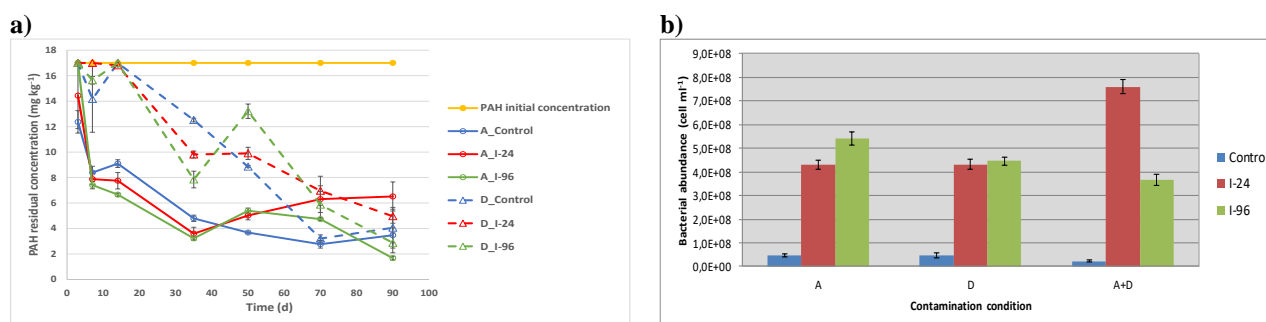 a)
18
16
14
12
10
8
6
4
2
0
PAH residual concentration (mg kg⁻¹)
0 10 20 30 40 50 60 70 80 90 100
Time (d)
PAH initial concentration
A_Control
A_I-24
A_I-96
D_Control
D_I-24
D_I-96
b)
9,0E+08
8,0E+08
7,0E+08
6,0E+08
5,0E+08
4,0E+08
3,0E+08
2,0E+08
1,0E+08
0,0E+00
Bacterial abundance (cell ml⁻¹)
A D A+D
Contamination condition
Contro
I-24
I-96